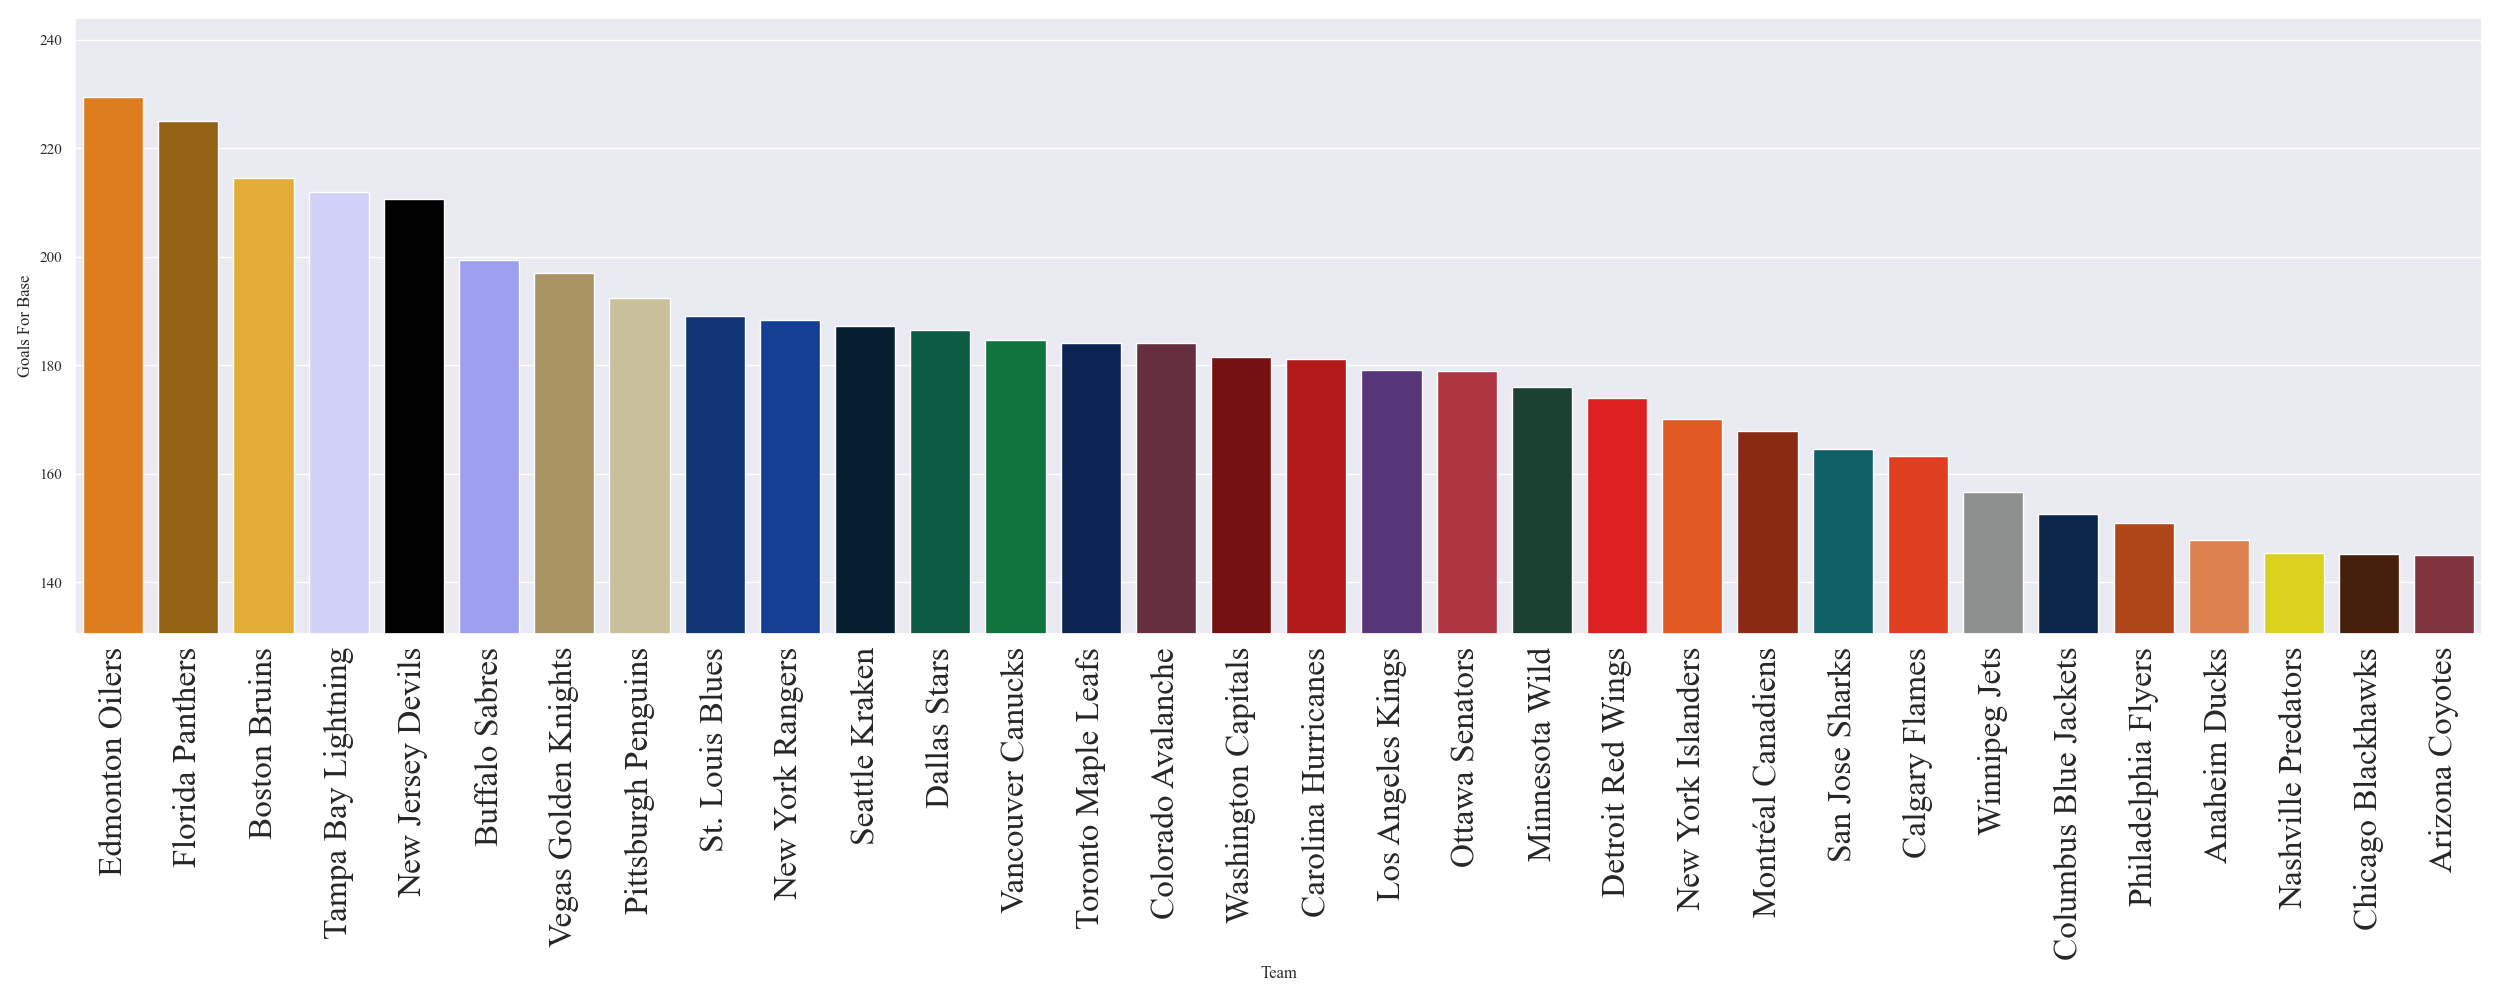 240
220
200
180
160
140
Goals For Base
Edmonton Oilers
Florida Panthers
Boston Bruins
Tampa Bay Lightning
New Jersey Devils
Buffalo Sabres
Vegas Golden Knights
Pittsburgh Penguins
St. Louis Blues
New York Rangers
Seattle Kraken
Dallas Stars
Vancouver Canucks
Toronto Maple Leafs
Colorado Avalanche
Washington Capitals
Carolina Hurricanes
Los Angeles Kings
Ottawa Senators
Minnesota Wild
Detroit Red Wings
New York Islanders
Montréal Canadiens
San Jose Sharks
Calgary Flames
Winnipeg Jets
Columbus Blue Jackets
Philadelphia Flyers
Anaheim Ducks
Nashville Predators
Chicago Blackhawks
Arizona Coyotes
Team